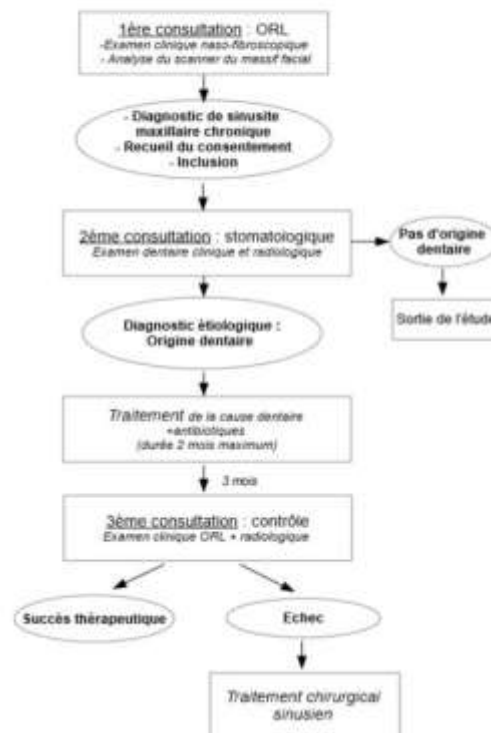 1ère consultation : ORL
-Examen clinique naso-fibroscopique
- Analyse du scanner du massif facial
- Diagnostic de sinusite
maxillaire chronique
- Recueil du consentement
- Inclusion
2ème consultation : stomatologique
Examen dentaire clinique et radiologique
Pas d'origine
dentaire
Sortie de l'étude
Diagnostic étiologique :
Origine dentaire
Traitement de la cause dentaire
+antibiotiques
(durée 2 mois maximum)
3 mois
3ème consultation : contrôle
Examen clinique ORL + radiologique
Succès thérapeutique
Echec
Traitement chirurgical
sinusien